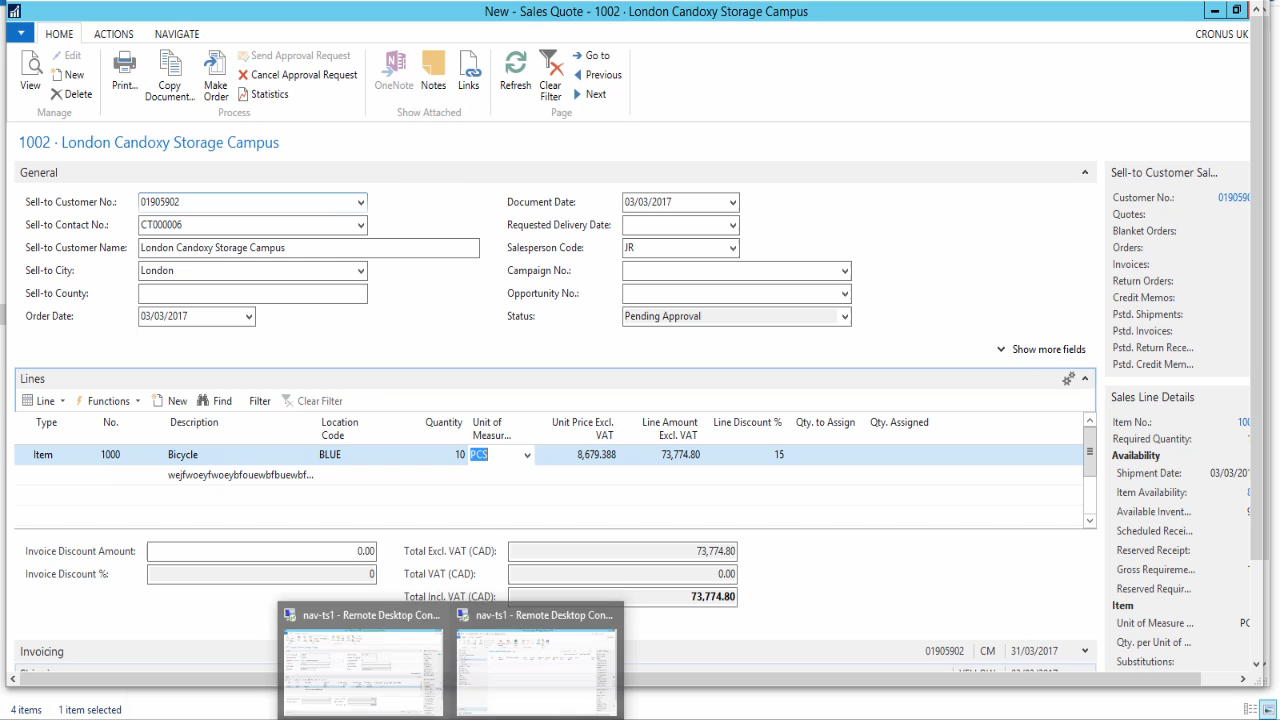 New - Sales Quote - 1002 · London Candoxy Storage Campus
HOME ACTIONS NAVIGATE CRONUS UK
View Edit New Delete Print... Copy Document... Make Order Send Approval Request Cancel Approval Request Statistics OneNote Notes Links Refresh Clear Filter Go to Previous Next
Manage Process Show Attached Page
1002 · London Candoxy Storage Campus
General
Sell-to Customer No.: 01905902 Document Date: 03/03/2017
Sell-to Contact No.: CT000006 Requested Delivery Date:
Sell-to Customer Name: London Candoxy Storage Campus Salesperson Code: JR
Sell-to City: London Campaign No.:
Sell-to County: Opportunity No.:
Order Date: 03/03/2017 Status: Pending Approval
Show more fields
Lines
Line Functions New Find Filter Clear Filter
Type No. Description Location Code Quantity Unit of Measur... Unit Price Excl. VAT Line Amount Excl. VAT Line Discount % Qty. to Assign Qty. Assigned
Item 1000 Bicycle BLUE 10 PCS 8,679.388 73,774.80 15
wejfwoeyfwoeybfouewbfbuewbf...
Invoice Discount Amount: 0.00 Total Excl. VAT (CAD): 73,774.80
Invoice Discount %: 0 Total VAT (CAD): 0.00
Total Incl. VAT (CAD): 73,774.80
Invoicing 01905902 CM 31/03/2017
nav-ts1 - Remote Desktop Con... nav-ts1 - Remote Desktop Con...
4 items 1 item selected
Sell-to Customer Sal...
Customer No.: 019059
Quotes:
Blanket Orders:
Orders:
Invoices:
Return Orders:
Credit Memos:
Pstd. Shipments:
Pstd. Invoices:
Pstd. Return Rece...
Pstd. Credit Mem...
Sales Line Details
Item No.: 10
Required Quantity:
Availability
Shipment Date: 03/03/20
Item Availability:
Available Invent...
Scheduled Recei...
Reserved Receipt:
Gross Requireme...
Reserved Requir...
Item
Unit of Measure ... PC
Qty. per Unit of ...
Substitutions: